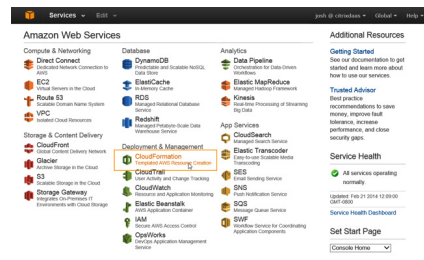 Services
Edit
josh @ citruxdaas
Global
Help
Amazon Web Services
Compute & Networking
Direct Connect
Dedicated Network Connection to
AWS
EC2
Virtual Servers in the Cloud
Route 53
Scalable Domain Name System
VPC
Isolated Cloud Resources
Storage & Content Delivery
CloudFront
Global Content Delivery Network
Glacier
Archive Storage in the Cloud
S3
Scalable Storage in the Cloud
Storage Gateway
Integrates On-Premises IT
Environments with Cloud Storage
Database
DynamoDB
Predictable and Scalable NoSQL
Data Store
ElastiCache
In-Memory Cache
RDS
Managed Relational Database
Service
Redshift
Managed Petabyte-Scale Data
Warehouse Service
Deployment & Management
CloudFormation
Templated AWS Resource Creation
CloudTrail
User Activity and Change Tracking
CloudWatch
Resource and Application Monitoring
Elastic Beanstalk
AWS Application Container
IAM
Secure AWS Access Control
OpsWorks
DevOps Application Management
Service
Analytics
Data Pipeline
Orchestration for Data-Driven
Workflows
Elastic MapReduce
Managed Hadoop Framework
Kinesis
Real-time Processing of Streaming
Big Data
App Services
CloudSearch
Managed Search Service
Elastic Transcoder
Easy-to-use Scalable Media
Transcoding
SES
Email Sending Service
SNS
Push Notification Service
SQS
Message Queue Service
SWF
Workflow Service for Coordinating
Application Components
Additional Resources
Getting Started
See our documentation to get
started and learn more about
how to use our services.
Trusted Advisor
Best practice
recommendations to save
money, improve fault
tolerance, increase
performance, and close
security gaps.
Service Health
All services operating
normally.
Updated: Feb 21 2014 12:09:00
GMT-0800
Service Health Dashboard
Set Start Page
Console Home